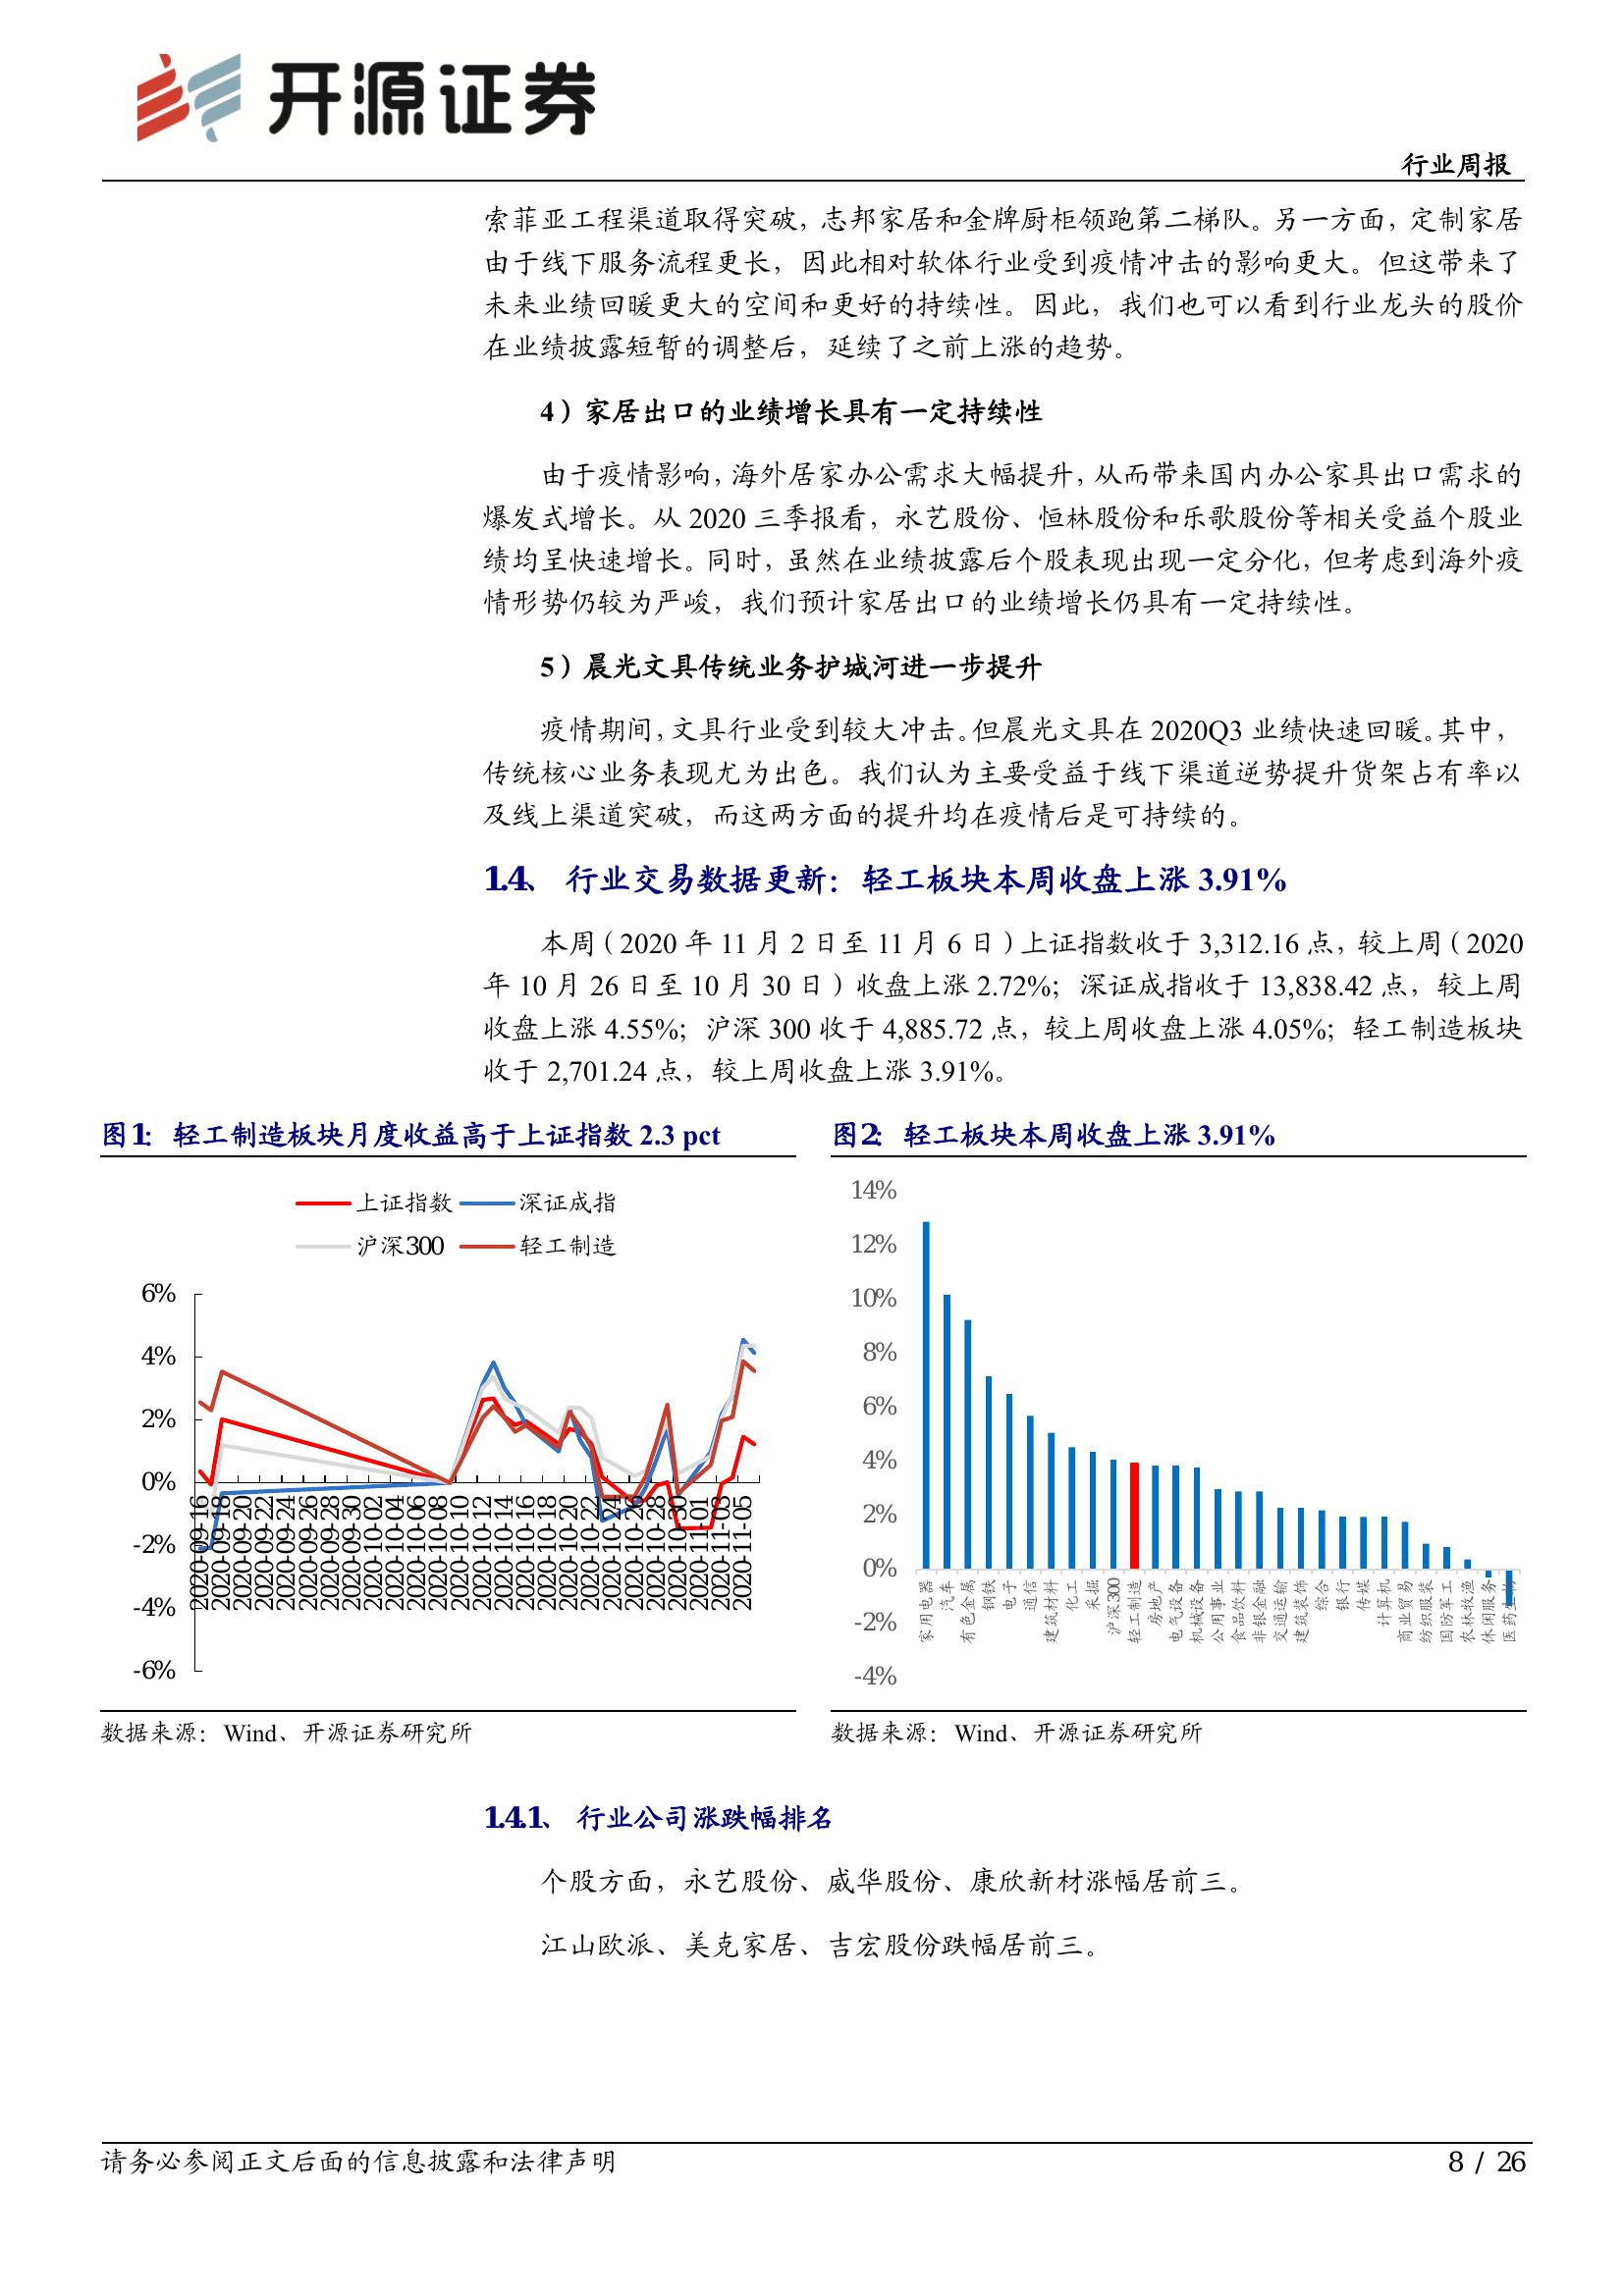 开源证券
行业周报
索菲亚工程渠道取得突破，志邦家居和金牌厨柜领跑第二梯队。另一方面，定制家居
由于线下服务流程更长，因此相对软体行业受到疫情冲击的影响更大。但这带来了
未来业绩回暖更大的空间和更好的持续性。因此，我们也可以看到行业龙头的股价
在业绩披露短暂的调整后，延续了之前上涨的趋势。
4）家居出口的业绩增长具有一定持续性
由于疫情影响，海外居家办公需求大幅提升，从而带来国内办公家具出口需求的
爆发式增长。从 2020 三季报看，永艺股份、恒林股份和乐歌股份等相关受益个股业
绩均呈快速增长。同时，虽然在业绩披露后个股表现出现一定分化，但考虑到海外疫
情形势仍较为严峻，我们预计家居出口的业绩增长仍具有一定持续性。
5）晨光文具传统业务护城河进一步提升
疫情期间，文具行业受到较大冲击。但晨光文具在 2020Q3 业绩快速回暖。其中，
传统核心业务表现尤为出色。我们认为主要受益于线下渠道逆势提升货架占有率以
及线上渠道突破，而这两方面的提升均在疫情后是可持续的。
1.4、 行业交易数据更新：轻工板块本周收盘上涨 3.91%
本周（2020 年 11 月 2 日至 11 月 6 日）上证指数收于 3,312.16 点，较上周（2020
年 10 月 26 日至 10 月 30 日）收盘上涨 2.72%；深证成指收于 13,838.42 点，较上周
收盘上涨 4.55%；沪深 300 收于 4,885.72 点，较上周收盘上涨 4.05%；轻工制造板块
收于 2,701.24 点，较上周收盘上涨 3.91%。
图1：轻工制造板块月度收益高于上证指数 2.3 pct
上证指数 深证成指
沪深300 轻工制造
6%
4%
2%
0%
-2%
-4%
-6%
2020-09-16
2020-09-18
2020-09-20
2020-09-22
2020-09-24
2020-09-26
2020-09-28
2020-09-30
2020-10-02
2020-10-04
2020-10-06
2020-10-08
2020-10-10
2020-10-12
2020-10-14
2020-10-16
2020-10-18
2020-10-20
2020-10-22
2020-10-24
2020-10-26
2020-10-28
2020-10-30
2020-11-01
2020-11-03
2020-11-05
数据来源：Wind、开源证券研究所
图2：轻工板块本周收盘上涨 3.91%
14%
12%
10%
8%
6%
4%
2%
0%
-2%
-4%
家用电器
汽车
有色金属
钢铁
电子
通信
建筑材料
化工
采掘
沪深300
轻工制造
房地产
电气设备
机械设备
公用事业
食品饮料
非银金融
交通运输
建筑装饰
综合
银行
传媒
计算机
商业贸易
纺织服装
国防军工
农林牧渔
休闲服务
医药生物
数据来源：Wind、开源证券研究所
1.4.1、 行业公司涨跌幅排名
个股方面，永艺股份、威华股份、康欣新材涨幅居前三。
江山欧派、美克家居、吉宏股份跌幅居前三。
请务必参阅正文后面的信息披露和法律声明
8 / 26